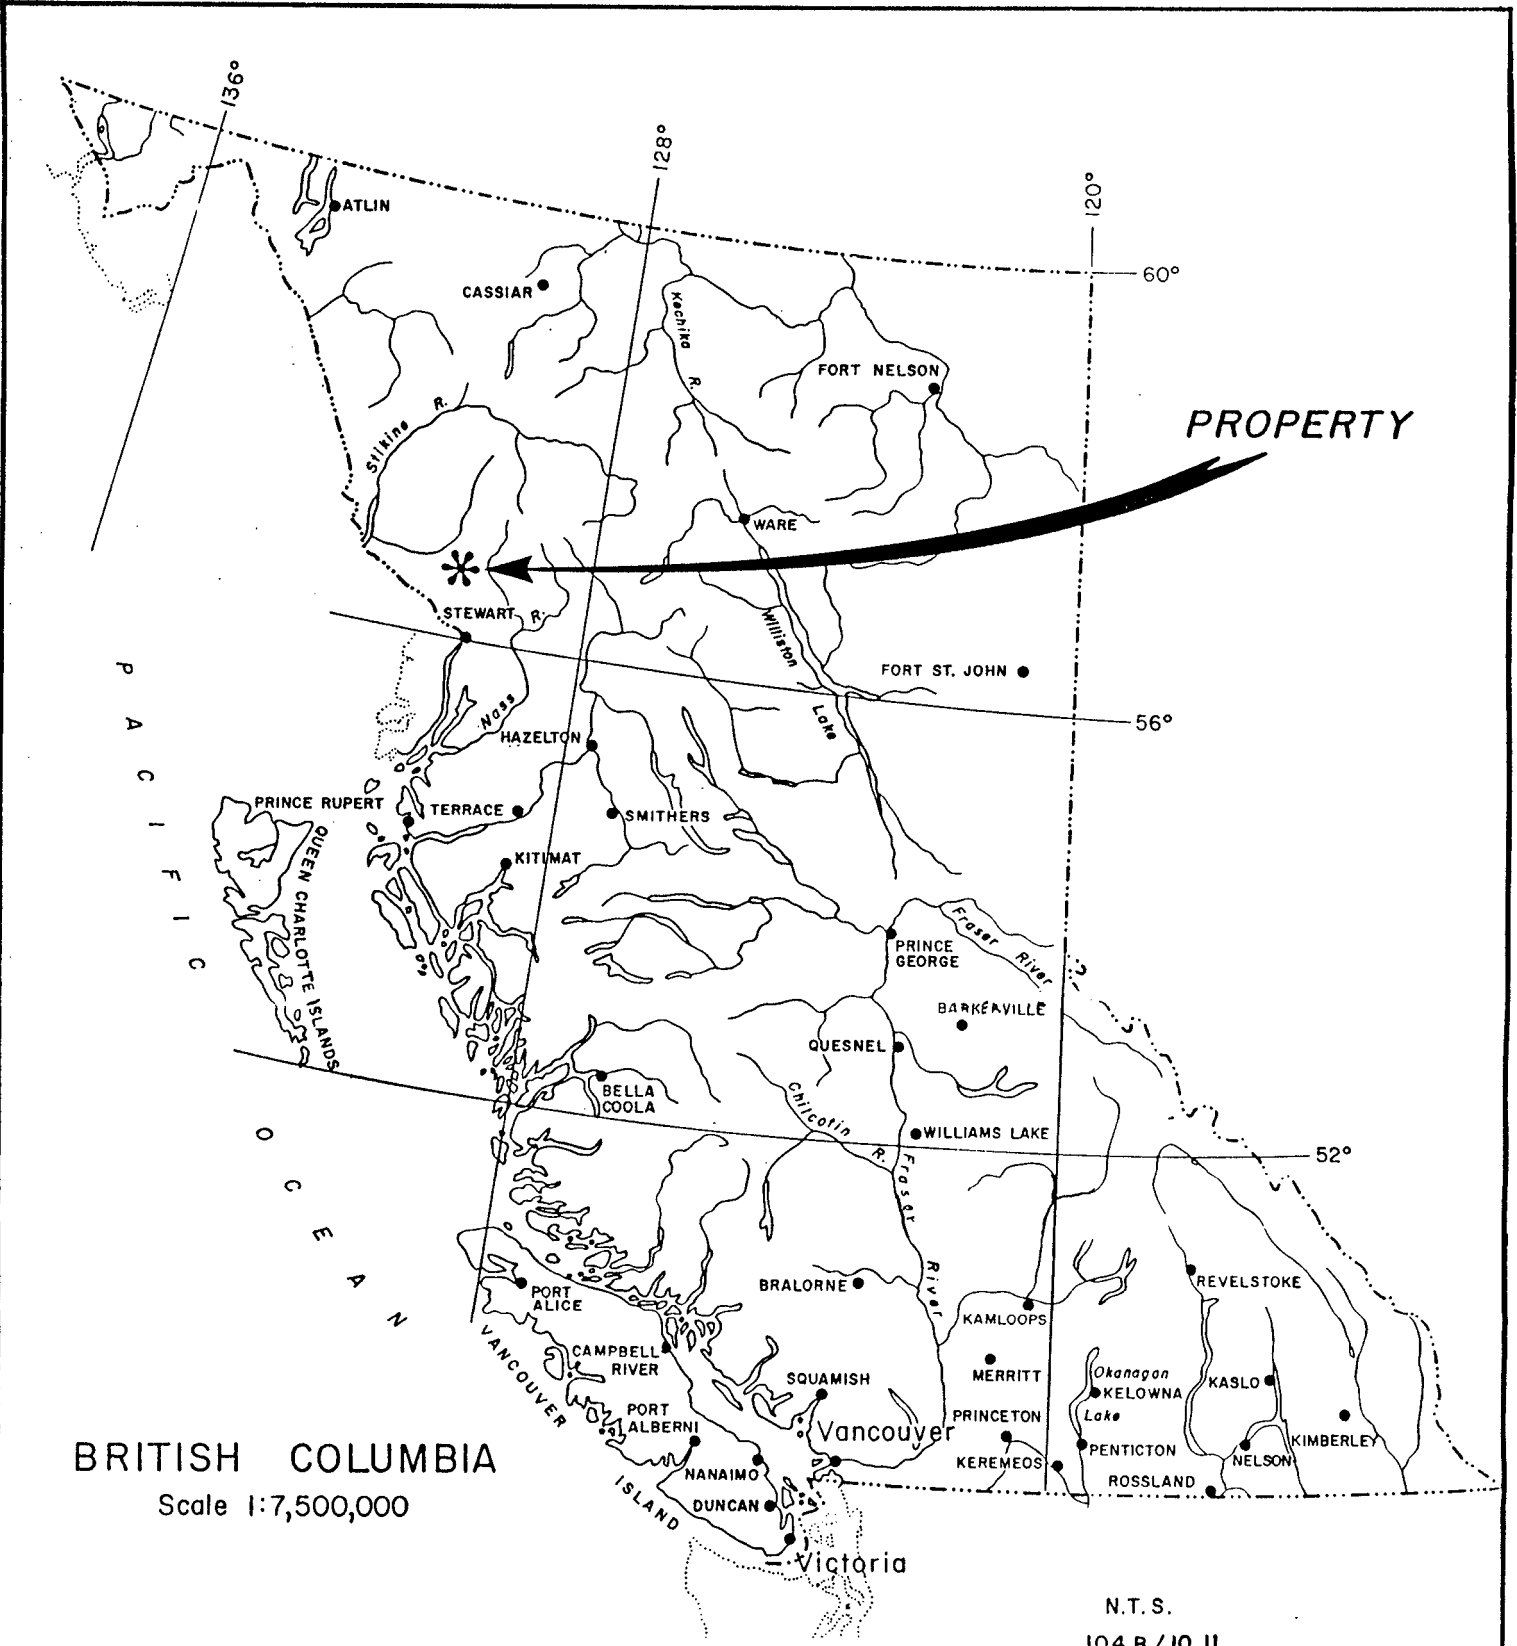 136°
128°
120°
ATLIN
60°
CASSIAR
Kechika
R.
FORT NELSON
PROPERTY
Stikine R.
WARE
STEWART
R.
Williston
Lake
FORT ST. JOHN
56°
Nass
HAZELTON
PRINCE RUPERT
TERRACE
SMITHERS
KITIMAT
QUEEN CHARLOTTE ISLANDS
PACIFIC
OCEAN
Fraser River
PRINCE
GEORGE
BARKERVILLE
QUESNEL
BELLA
COOLA
Chilcotin
R.
WILLIAMS LAKE
52°
Fraser
River
BRALORNE
REVELSTOKE
PORT
ALICE
KAMLOOPS
VANCOUVER
ISLAND
CAMPBELL
RIVER
MERRITT
Okanagan
Lake
KELOWNA
KASLO
SQUAMISH
PORT
ALBERNI
Vancouver
PRINCETON
KIMBERLEY
PENTICTON
NELSON
KEREMEOS
NANAIMO
ROSSLAND
DUNCAN
Victoria
BRITISH COLUMBIA
Scale 1:7,500,000
N.T.S.
104 B/10,11